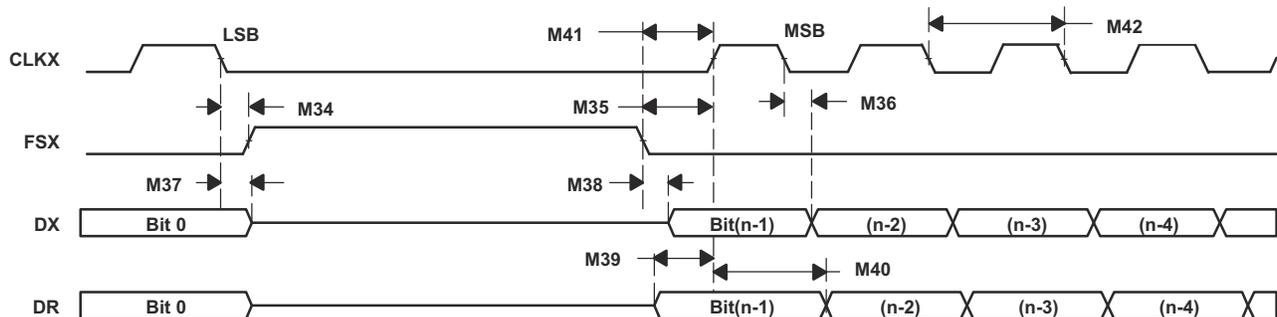 LSB M41 MSB M42
CLKX
M34 M35 M36
FSX
M37 M38
DX Bit 0 Bit(n-1) (n-2) (n-3) (n-4)
M39 M40
DR Bit 0 Bit(n-1) (n-2) (n-3) (n-4)